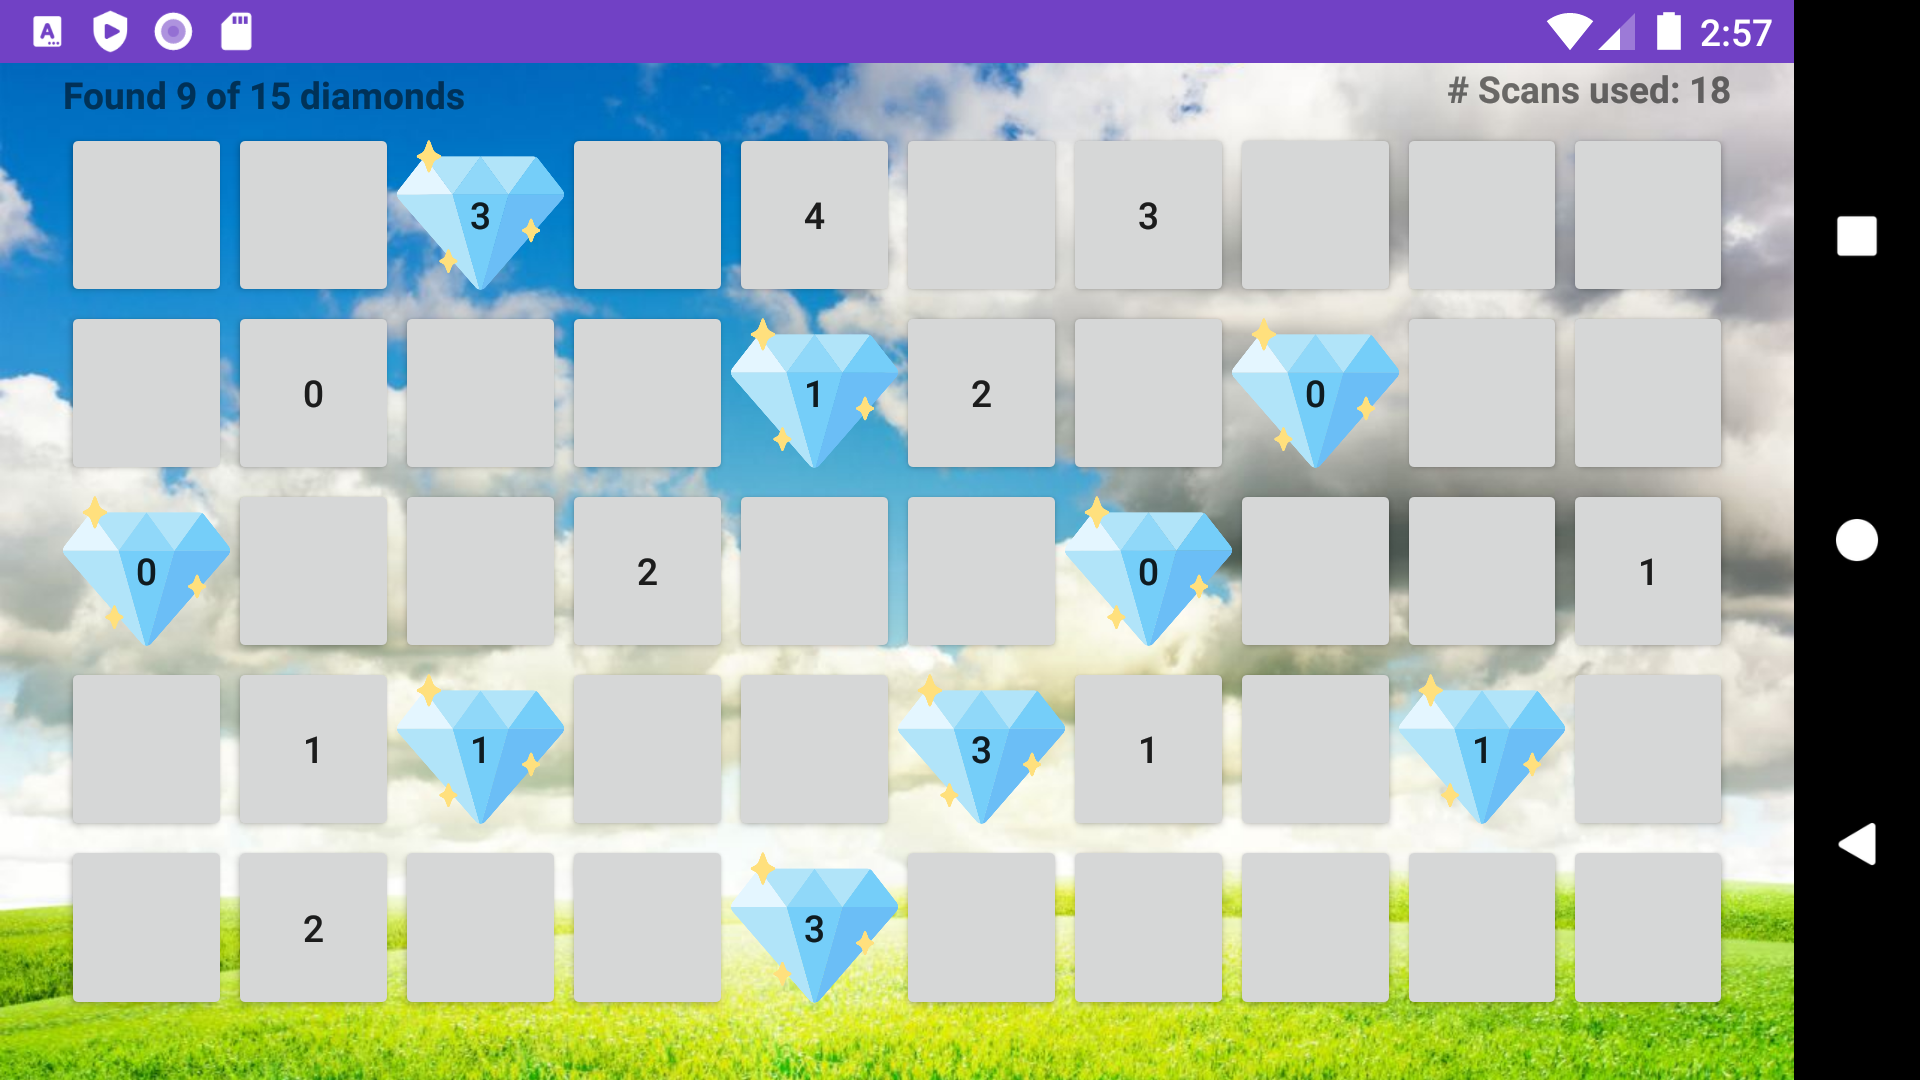 2:57
Found 9 of 15 diamonds
# Scans used: 18
3 4 3
0 1 2 0
0 2 0 1
1 1 3 1 1
2 3